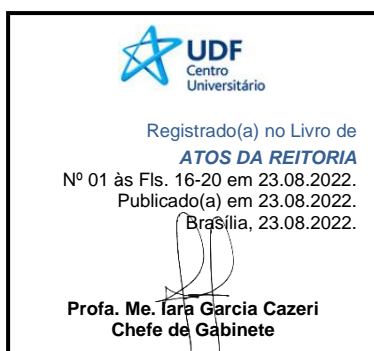 UDF
Centro
Universitário
Registrado(a) no Livro de
ATOS DA REITORIA
Nº 01 às Fls. 16-20 em 23.08.2022.
Publicado(a) em 23.08.2022.
Brasília, 23.08.2022.
Profa. Me. Iara Garcia Cazeri
Chefe de Gabinete